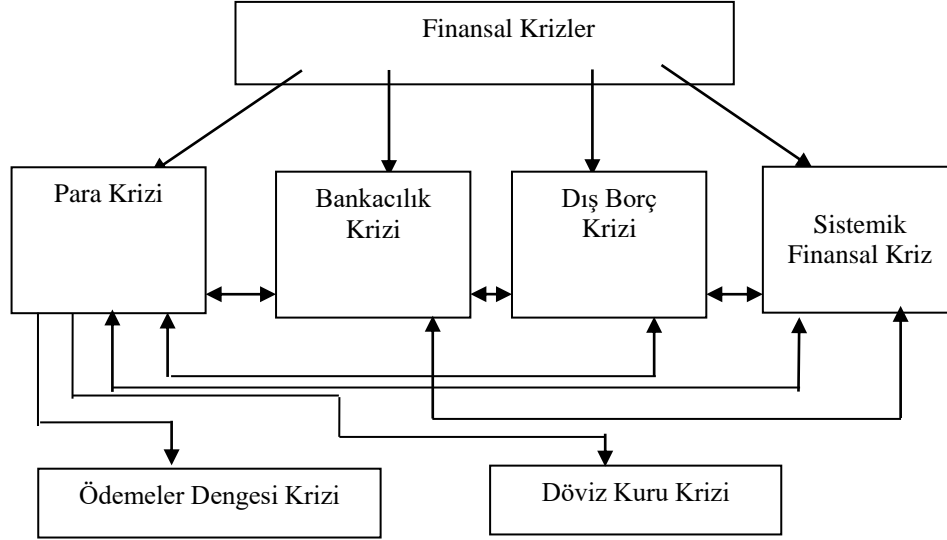 Finansal Krizler
Para Krizi
Bankacılık
Krizi
Dış Borç
Krizi
Sistemik
Finansal Kriz
Ödemeler Dengesi Krizi
Döviz Kuru Krizi